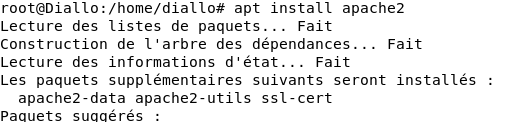 root@Diallo:/home/diallo# apt install apache2
Lecture des listes de paquets... Fait
Construction de l'arbre des dépendances... Fait
Lecture des informations d'état... Fait
Les paquets supplémentaires suivants seront installés :
  apache2-data apache2-utils ssl-cert
Paquets suggérés :